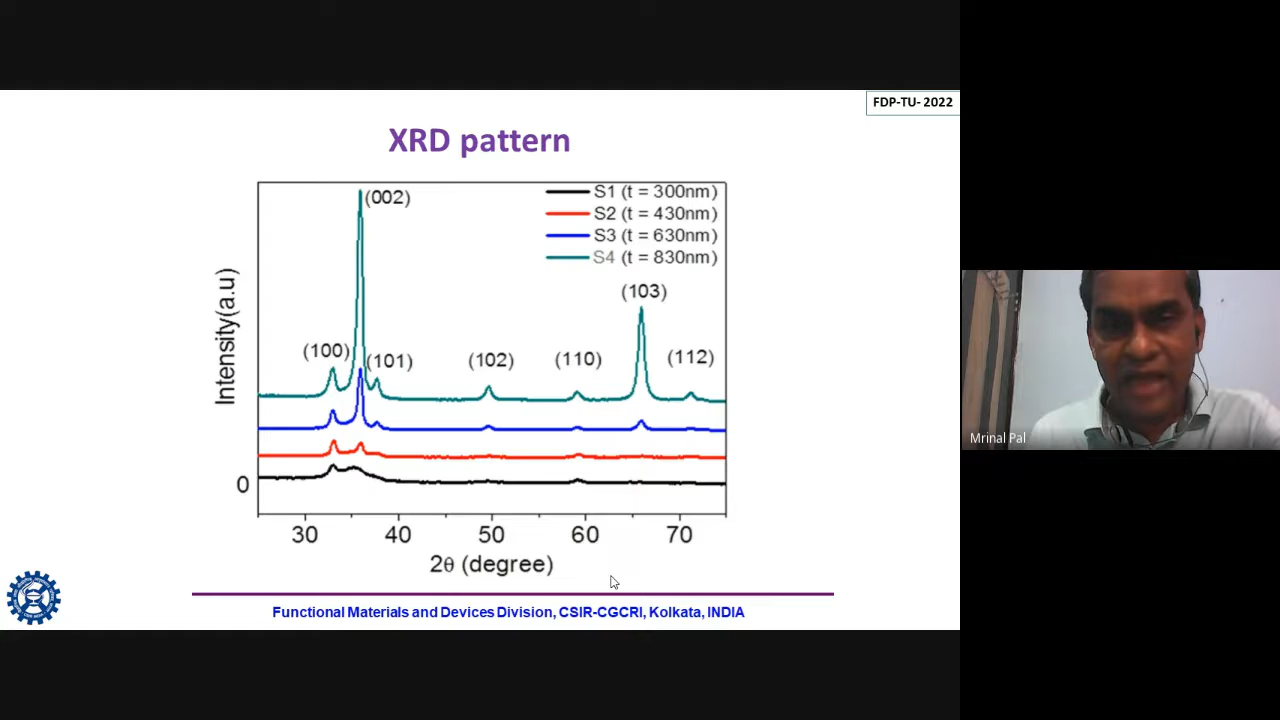 FDP-TU- 2022
XRD pattern
S1 (t = 300nm)
S2 (t = 430nm)
S3 (t = 630nm)
S4 (t = 830nm)
(002)
(103)
(100)
(101)
(102)
(110)
(112)
Intensity(a.u)
0
30 40 50 60 70
2θ (degree)
Mrinal Pal
Functional Materials and Devices Division, CSIR-CGCRI, Kolkata, INDIA